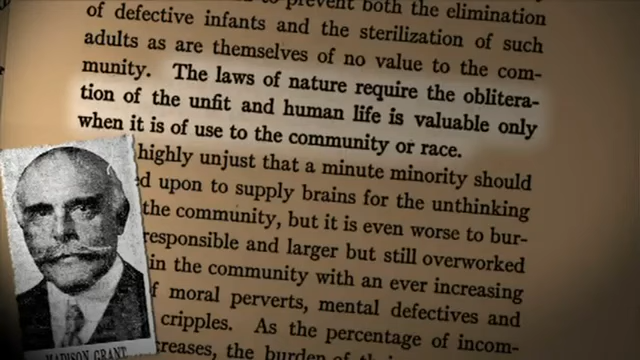 to prevent both the elimination
of defective infants and the sterilization of such
adults as are themselves of no value to the com-
munity. The laws of nature require the oblitera-
tion of the unfit and human life is valuable only
when it is of use to the community or race.
highly unjust that a minute minority should
d upon to supply brains for the unthinking
the community, but it is even worse to bur-
responsible and larger but still overworked
in the community with an ever increasing
f moral perverts, mental defectives and
cripples. As the percentage of incom-
creases, the burden of
MADISON GRANT